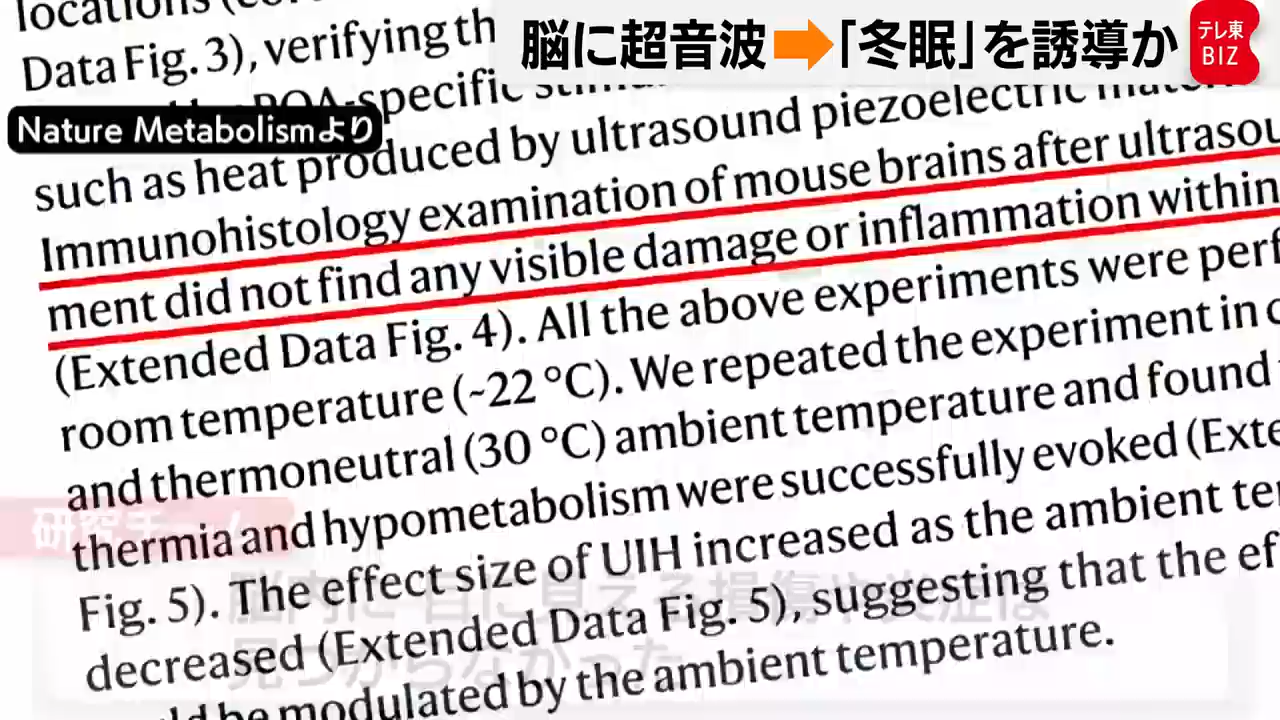 脳に超音波➡「冬眠」を誘導か
テレ東
BIZ
Nature Metabolismより
locations
Data Fig. 3), verifying th
POA-specific
such as heat produced by ultrasound piezoelectric
Immunohistology examination of mouse brains after
ment did not find any visible damage or inflammation within
(Extended Data Fig. 4). All the above experiments were
room temperature (~22 °C). We repeated the experiment in
and thermoneutral (30 °C) ambient temperature and found
thermia and hypometabolism were successfully evoked
Fig. 5). The effect size of UIH increased as the ambient
decreased (Extended Data Fig. 5), suggesting that the
be modulated by the ambient temperature.
研究チーム
脳内に 目に見える損傷や炎症は
見つからなかった